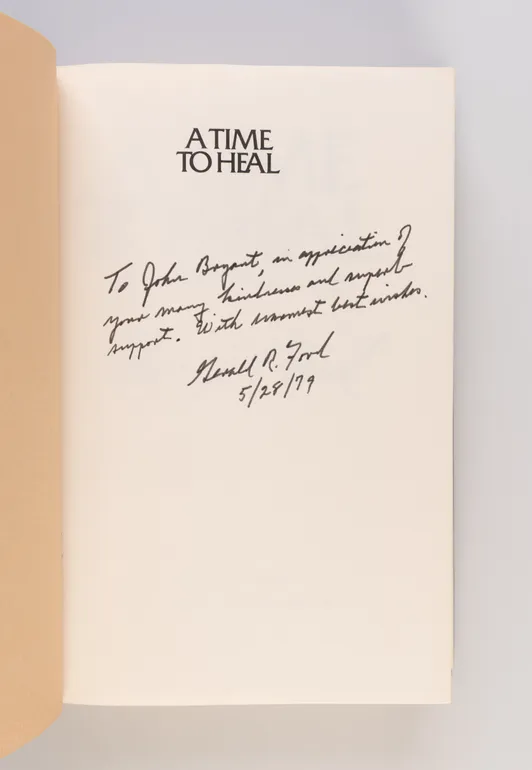 A TIME
TO HEAL
To John Bryant, in appreciation of
your many kindnesses and superb
support. With warmest best wishes.
Gerald R. Ford
5/28/79